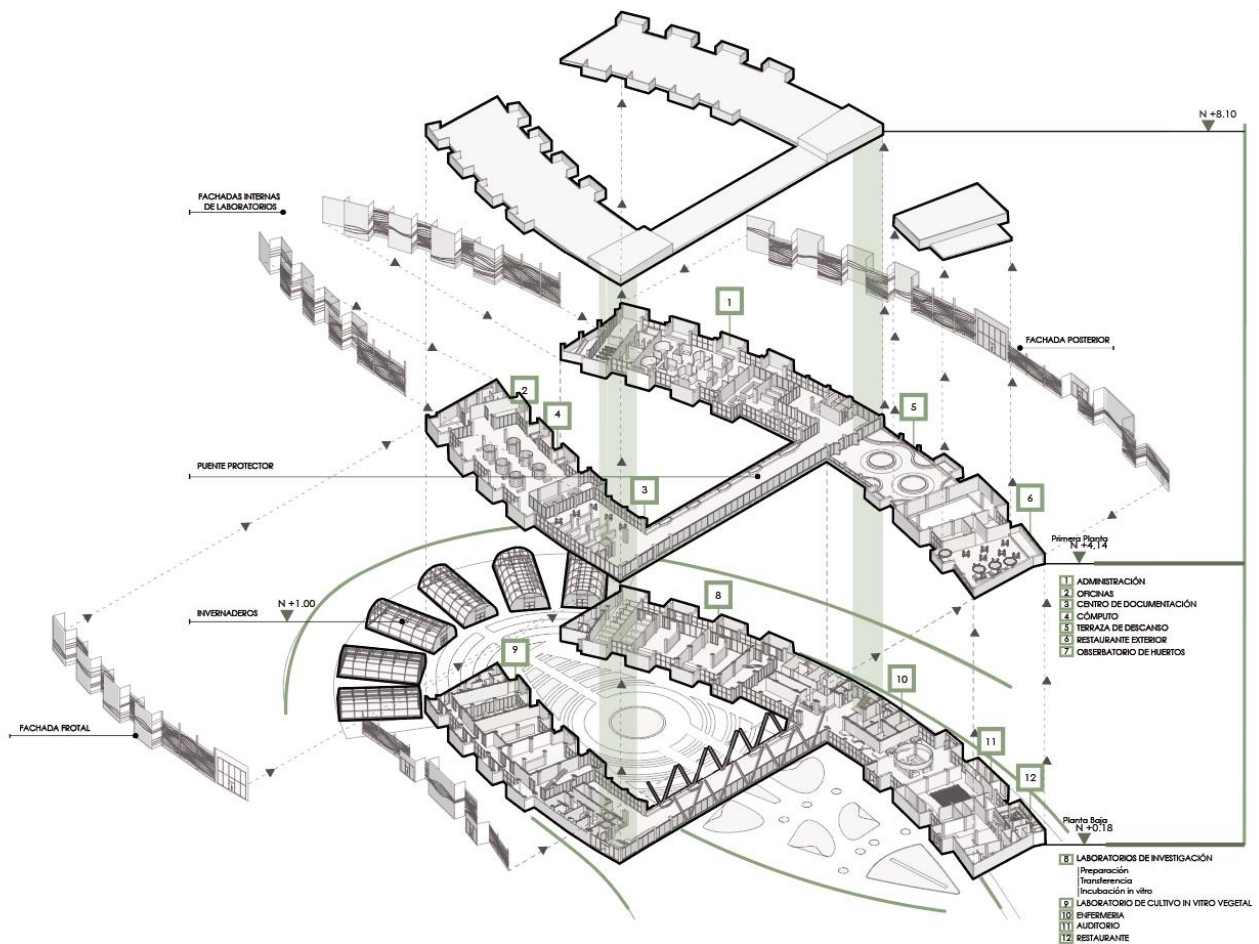 N +8.10
FACHADAS INTERNAS
DE LABORATORIOS
1
FACHADA POSTERIOR
2
4
5
PUENTE PROTECTOR
3
6
Primera Planta
N +4,14
1 ADMINISTRACIÓN
2 OFICINAS
3 CENTRO DE DOCUMENTACIÓN
4 CÓMPUTO
5 TERRAZA DE DESCANSO
6 RESTAURANTE EXTERIOR
7 OBSERBATORIO DE HUERTOS
INVERNADEROS
N +1.00
8
9
10
FACHADA FROTAL
11
12
Planta Baja
N +0.18
8 LABORATORIOS DE INVESTIGACIÓN
Preparación
Transferencia
Incubación in vitro
9 LABORATORIO DE CULTIVO IN VITRO VEGETAL
10 ENFERMERIA
11 AUDITORIO
12 RESTAURANTE